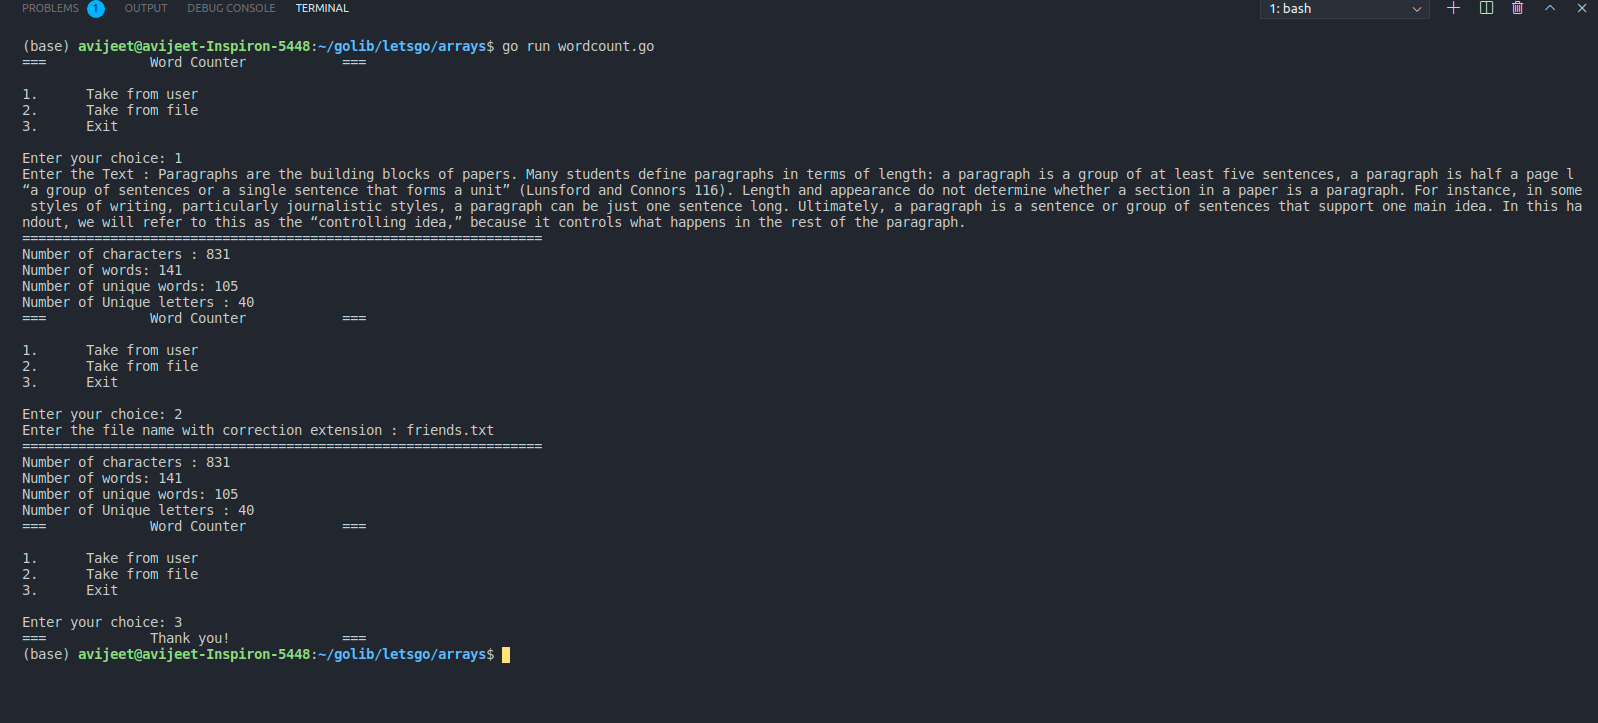 PROBLEMS 1 OUTPUT DEBUG CONSOLE TERMINAL 1: bash
(base) avijeet@avijeet-Inspiron-5448:~/golib/letsgo/arrays$ go run wordcount.go
=== Word Counter ===
1. Take from user
2. Take from file
3. Exit
Enter your choice: 1
Enter the Text : Paragraphs are the building blocks of papers. Many students define paragraphs in terms of length: a paragraph is a group of at least five sentences, a paragraph is half a page l
“a group of sentences or a single sentence that forms a unit” (Lunsford and Connors 116). Length and appearance do not determine whether a section in a paper is a paragraph. For instance, in some
styles of writing, particularly journalistic styles, a paragraph can be just one sentence long. Ultimately, a paragraph is a sentence or group of sentences that support one main idea. In this ha
ndout, we will refer to this as the “controlling idea,” because it controls what happens in the rest of the paragraph.
=================================================================
Number of characters : 831
Number of words: 141
Number of unique words: 105
Number of Unique letters : 40
=== Word Counter ===
1. Take from user
2. Take from file
3. Exit
Enter your choice: 2
Enter the file name with correction extension : friends.txt
=================================================================
Number of characters : 831
Number of words: 141
Number of unique words: 105
Number of Unique letters : 40
=== Word Counter ===
1. Take from user
2. Take from file
3. Exit
Enter your choice: 3
=== Thank you! ===
(base) avijeet@avijeet-Inspiron-5448:~/golib/letsgo/arrays$